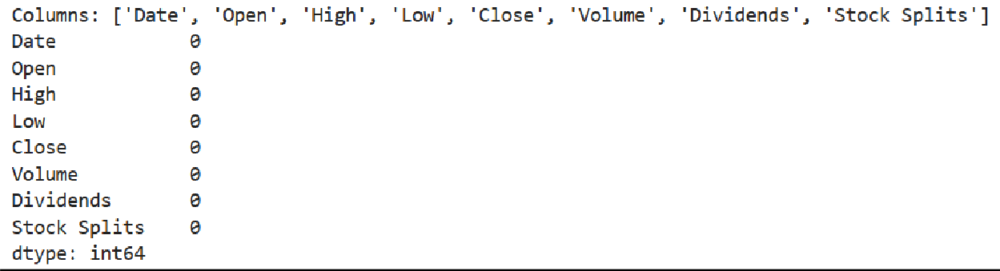 Columns: ['Date', 'Open', 'High', 'Low', 'Close', 'Volume', 'Dividends', 'Stock Splits']
Date 0
Open 0
High 0
Low 0
Close 0
Volume 0
Dividends 0
Stock Splits 0
dtype: int64